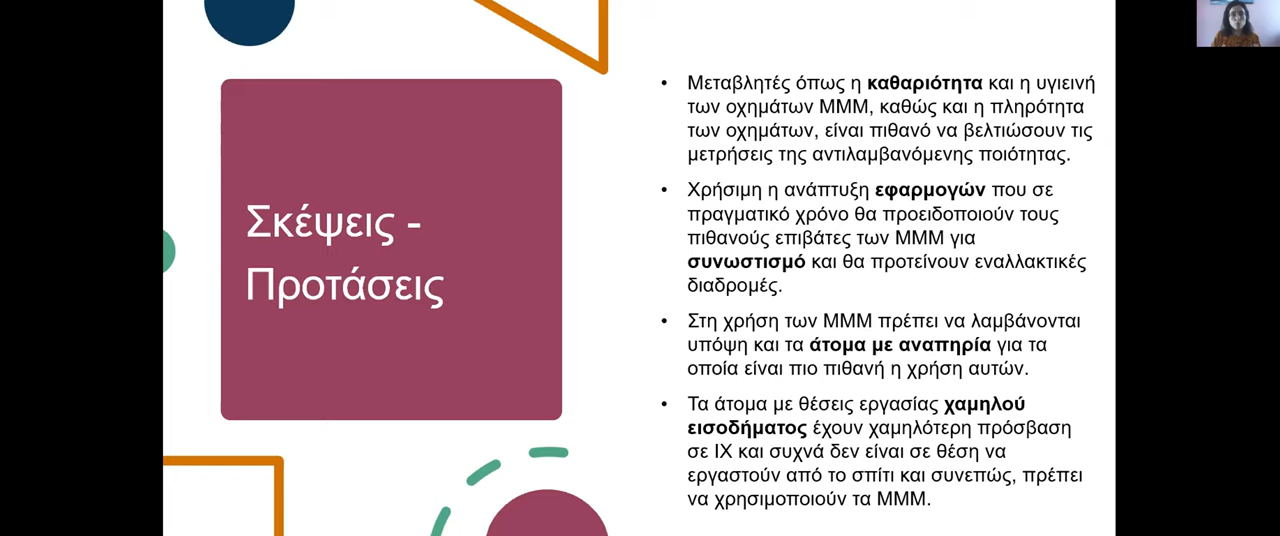 Σκέψεις -
Προτάσεις
• Μεταβλητές όπως η καθαριότητα και η υγιεινή
των οχημάτων ΜΜΜ, καθώς και η πληρότητα
των οχημάτων, είναι πιθανό να βελτιώσουν τις
μετρήσεις της αντιλαμβανόμενης ποιότητας.
• Χρήσιμη η ανάπτυξη εφαρμογών που σε
πραγματικό χρόνο θα προειδοποιούν τους
πιθανούς επιβάτες των ΜΜΜ για
συνωστισμό και θα προτείνουν εναλλακτικές
διαδρομές.
• Στη χρήση των ΜΜΜ πρέπει να λαμβάνονται
υπόψη και τα άτομα με αναπηρία για τα
οποία είναι πιο πιθανή η χρήση αυτών.
• Τα άτομα με θέσεις εργασίας χαμηλού
εισοδήματος έχουν χαμηλότερη πρόσβαση
σε ΙΧ και συχνά δεν είναι σε θέση να
εργαστούν από το σπίτι και συνεπώς, πρέπει
να χρησιμοποιούν τα ΜΜΜ.